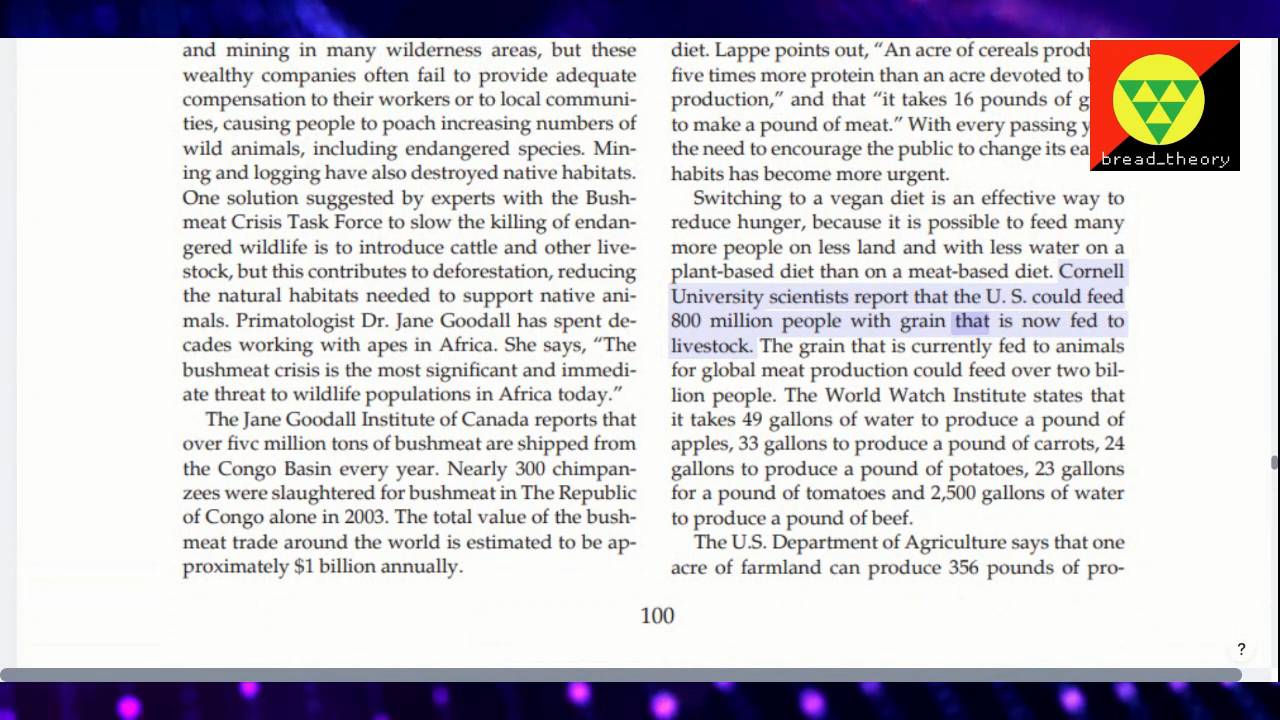 and mining in many wilderness areas, but these
wealthy companies often fail to provide adequate
compensation to their workers or to local communi-
ties, causing people to poach increasing numbers of
wild animals, including endangered species. Min-
ing and logging have also destroyed native habitats.
One solution suggested by experts with the Bush-
meat Crisis Task Force to slow the killing of endan-
gered wildlife is to introduce cattle and other live-
stock, but this contributes to deforestation, reducing
the natural habitats needed to support native ani-
mals. Primatologist Dr. Jane Goodall has spent de-
cades working with apes in Africa. She says, “The
bushmeat crisis is the most significant and immedi-
ate threat to wildlife populations in Africa today.”
The Jane Goodall Institute of Canada reports that
over fivc million tons of bushmeat are shipped from
the Congo Basin every year. Nearly 300 chimpan-
zees were slaughtered for bushmeat in The Republic
of Congo alone in 2003. The total value of the bush-
meat trade around the world is estimated to be ap-
proximately $1 billion annually.
diet. Lappe points out, “An acre of cereals produ
five times more protein than an acre devoted to
production,” and that “it takes 16 pounds of g
to make a pound of meat.” With every passing y
the need to encourage the public to change its ea
habits has become more urgent.
Switching to a vegan diet is an effective way to
reduce hunger, because it is possible to feed many
more people on less land and with less water on a
plant-based diet than on a meat-based diet. Cornell
University scientists report that the U. S. could feed
800 million people with grain that is now fed to
livestock. The grain that is currently fed to animals
for global meat production could feed over two bil-
lion people. The World Watch Institute states that
it takes 49 gallons of water to produce a pound of
apples, 33 gallons to produce a pound of carrots, 24
gallons to produce a pound of potatoes, 23 gallons
for a pound of tomatoes and 2,500 gallons of water
to produce a pound of beef.
The U.S. Department of Agriculture says that one
acre of farmland can produce 356 pounds of pro-
100
bread_theory
?